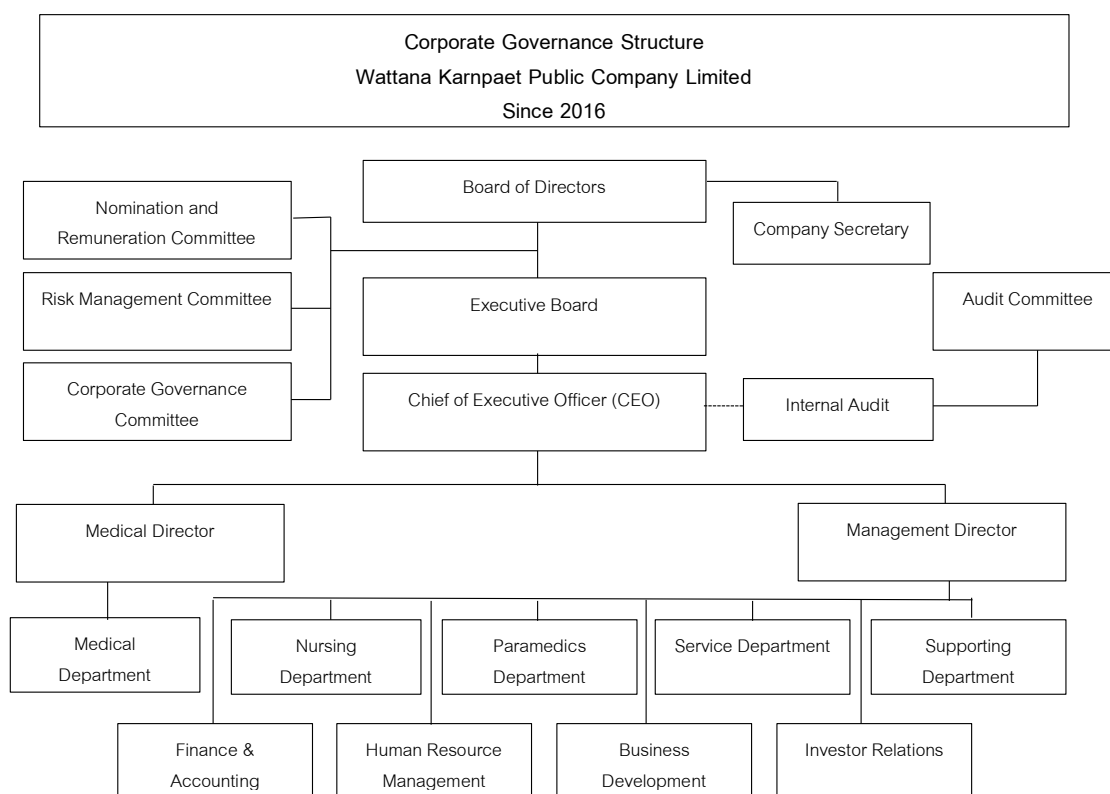 Corporate Governance Structure
Wattana Karnpaet Public Company Limited
Since 2016
Board of Directors
Nomination and
Remuneration Committee
Company Secretary
Risk Management Committee
Executive Board
Audit Committee
Corporate Governance
Committee
Chief of Executive Officer (CEO)
Internal Audit
Medical Director
Management Director
Medical
Department
Nursing
Department
Paramedics
Department
Service Department
Supporting
Department
Finance &
Accounting
Human Resource
Management
Business
Development
Investor Relations